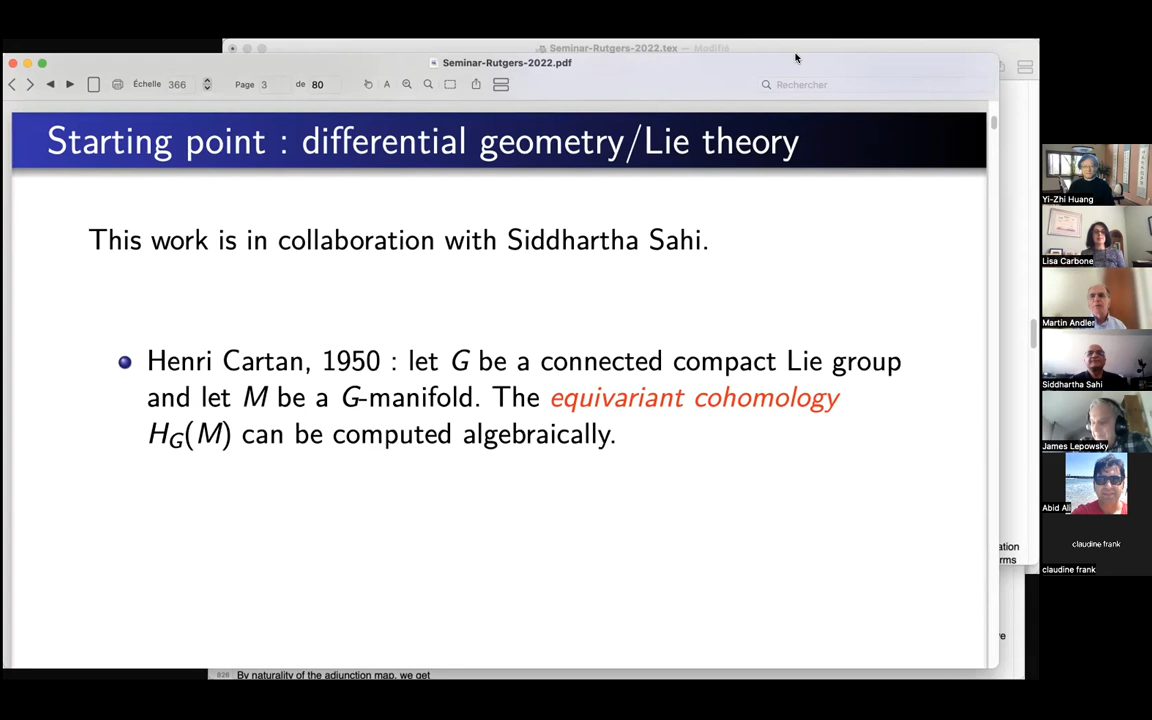 Seminar-Rutgers-2022.tex — Modifié
Seminar-Rutgers-2022.pdf
Échelle 366 Page 3 de 80 A Rechercher
Starting point : differential geometry/Lie theory
This work is in collaboration with Siddhartha Sahi.
Henri Cartan, 1950 : let G be a connected compact Lie group
and let M be a G-manifold. The equivariant cohomology
H_G(M) can be computed algebraically.
Yi-Zhi Huang
Lisa Carbone
Martin Andler
Siddhartha Sahi
James Lepowsky
Abid Ali
claudine frank
claudine frank
By naturality of the adjunction map, we get